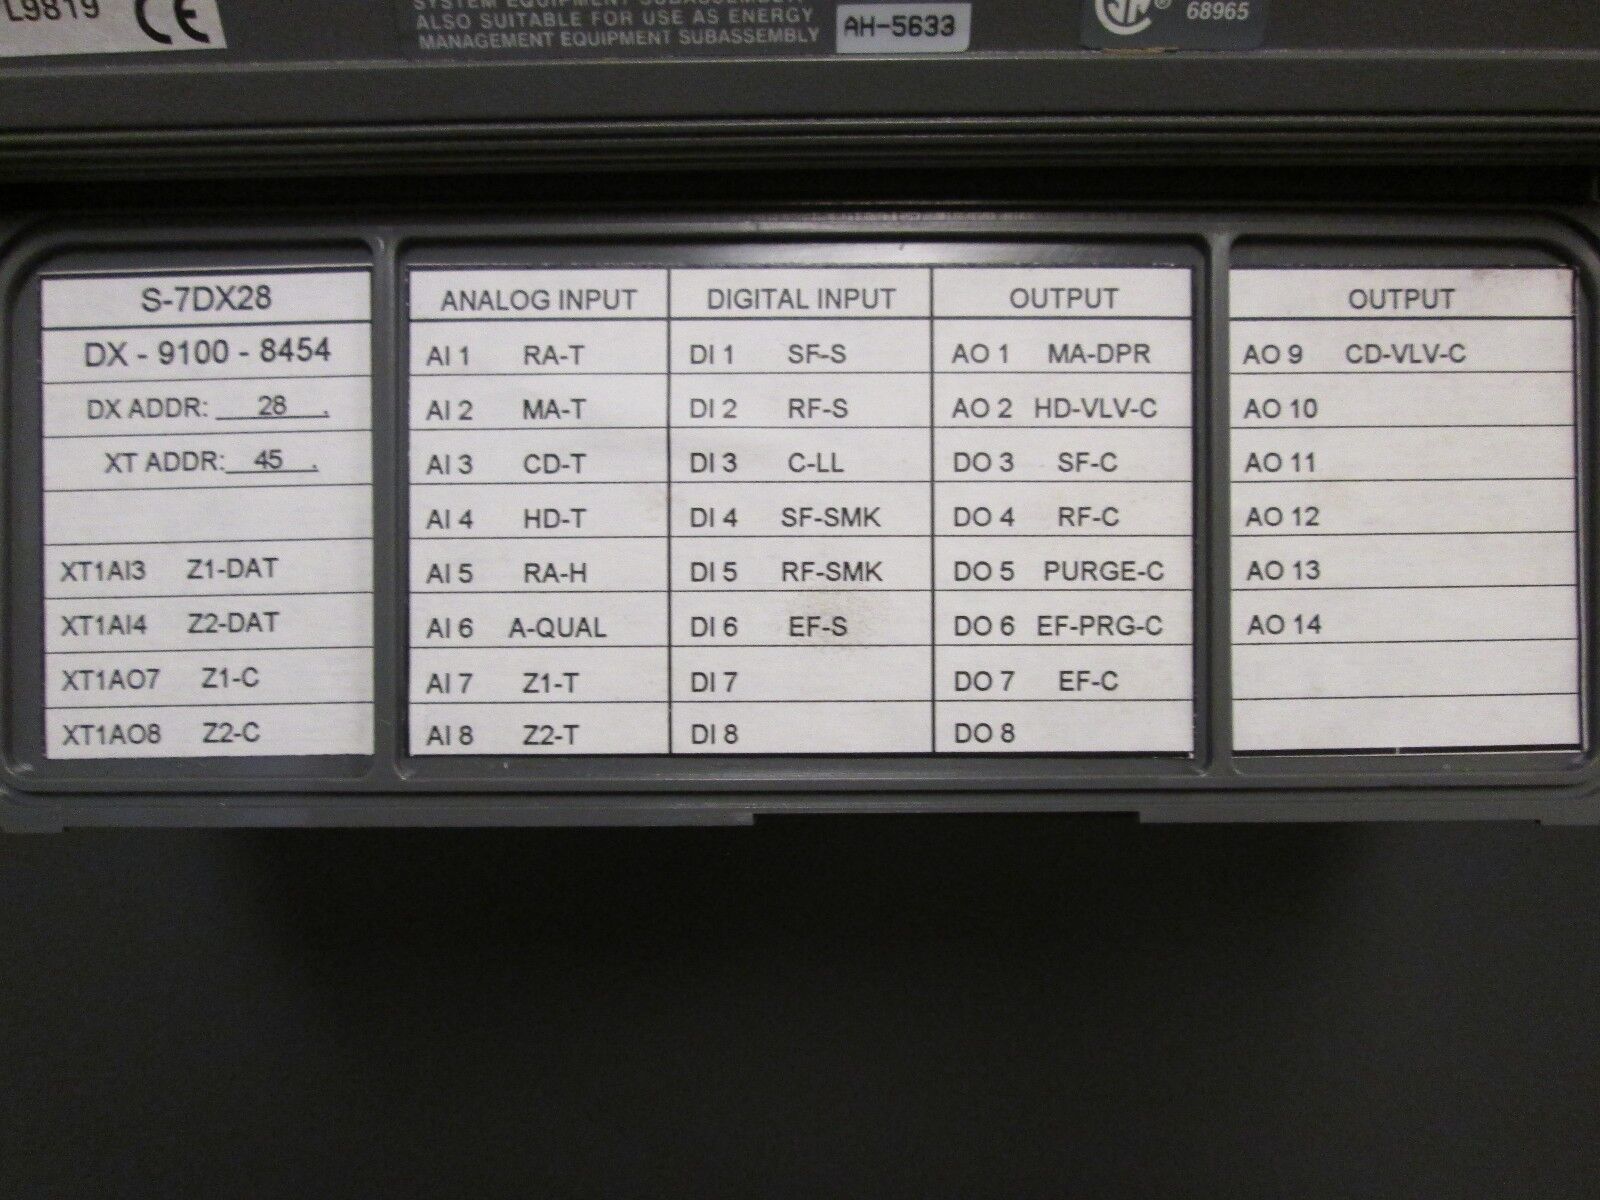 L9819 CE
SYSTEM EQUIPMENT SUBASSEMBLY,
ALSO SUITABLE FOR USE AS ENERGY
MANAGEMENT EQUIPMENT SUBASSEMBLY
AH-5633
® 68965
S-7DX28
DX - 9100 - 8454
DX ADDR: 28 .
XT ADDR: 45 .
XT1AI3 Z1-DAT
XT1AI4 Z2-DAT
XT1AO7 Z1-C
XT1AO8 Z2-C
ANALOG INPUT
AI 1 RA-T
AI 2 MA-T
AI 3 CD-T
AI 4 HD-T
AI 5 RA-H
AI 6 A-QUAL
AI 7 Z1-T
AI 8 Z2-T
DIGITAL INPUT
DI 1 SF-S
DI 2 RF-S
DI 3 C-LL
DI 4 SF-SMK
DI 5 RF-SMK
DI 6 EF-S
DI 7
DI 8
OUTPUT
AO 1 MA-DPR
AO 2 HD-VLV-C
DO 3 SF-C
DO 4 RF-C
DO 5 PURGE-C
DO 6 EF-PRG-C
DO 7 EF-C
DO 8
OUTPUT
AO 9 CD-VLV-C
AO 10
AO 11
AO 12
AO 13
AO 14